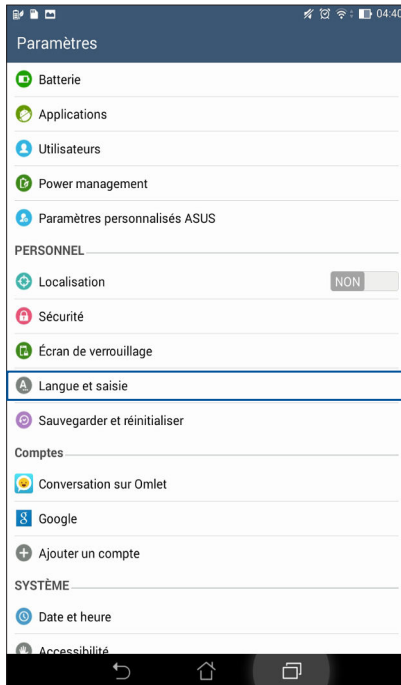 04:40
Paramètres
Batterie
Applications
Utilisateurs
Power management
Paramètres personnalisés ASUS
PERSONNEL
Localisation NON
Sécurité
Écran de verrouillage
Langue et saisie
Sauvegarder et réinitialiser
Comptes
Conversation sur Omlet
Google
Ajouter un compte
SYSTÈME
Date et heure
Accessibilité